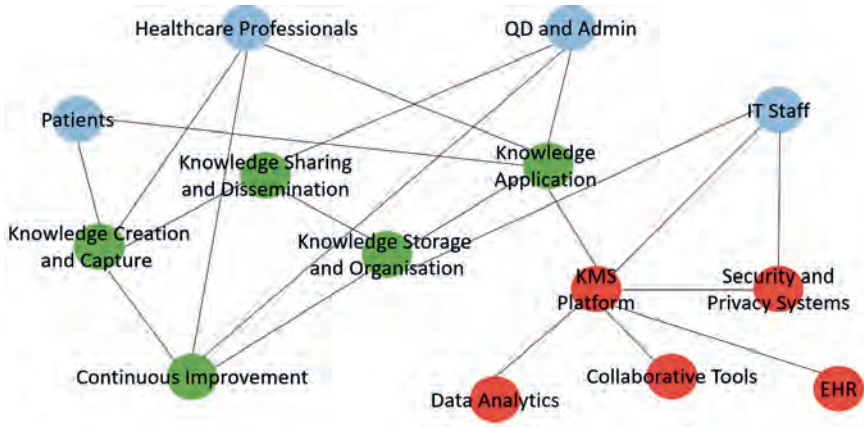 Healthcare Professionals
QD and Admin
Patients
IT Staff
Knowledge Sharing
and Dissemination
Knowledge
Application
Knowledge Creation
and Capture
Knowledge Storage
and Organisation
KMS
Platform
Security and
Privacy Systems
Continuous Improvement
Data Analytics
Collaborative Tools
EHR